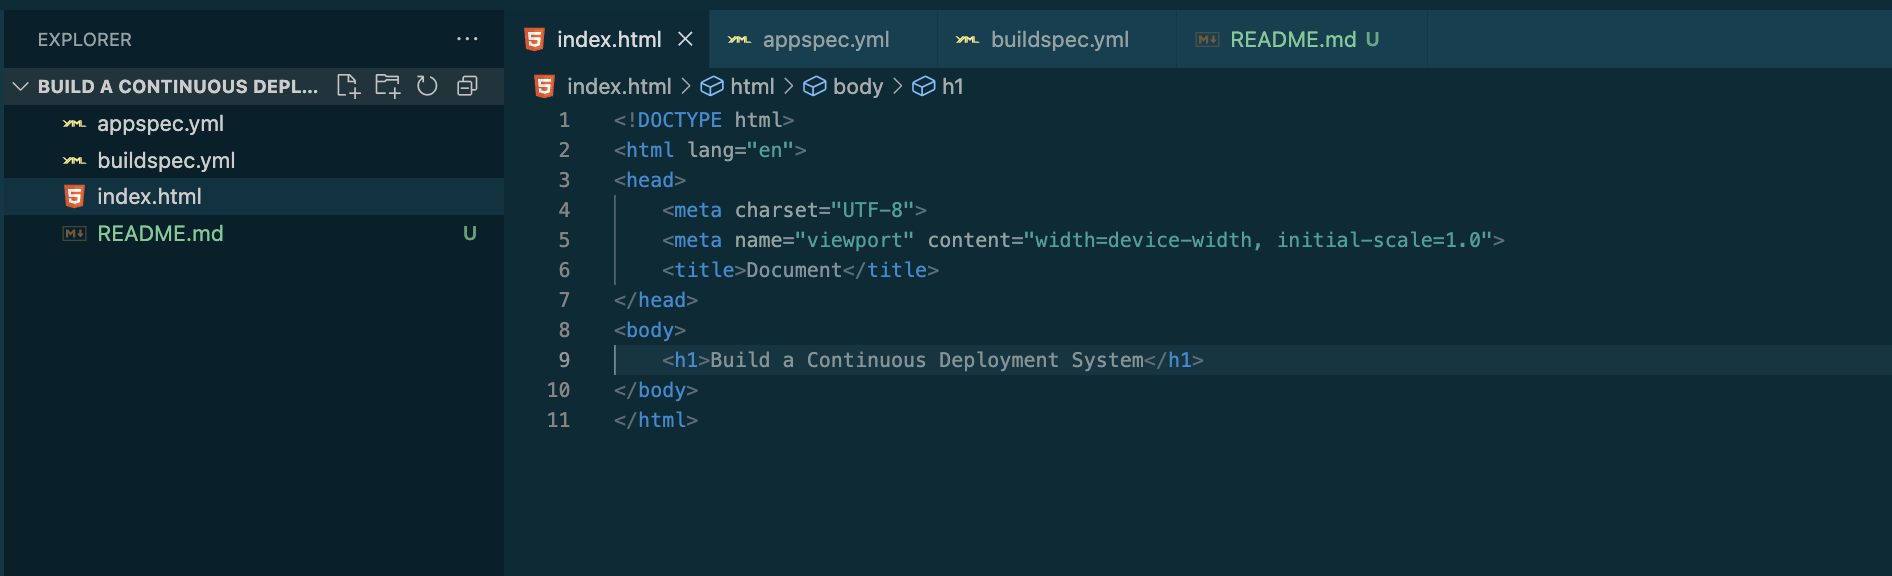 EXPLORER
BUILD A CONTINUOUS DEPL...
appspec.yml
buildspec.yml
index.html
README.md U
index.html
appspec.yml
buildspec.yml
README.md U
index.html > html > body > h1
1 <!DOCTYPE html>
2 <html lang="en">
3 <head>
4 <meta charset="UTF-8">
5 <meta name="viewport" content="width=device-width, initial-scale=1.0">
6 <title>Document</title>
7 </head>
8 <body>
9 <h1>Build a Continuous Deployment System</h1>
10 </body>
11 </html>